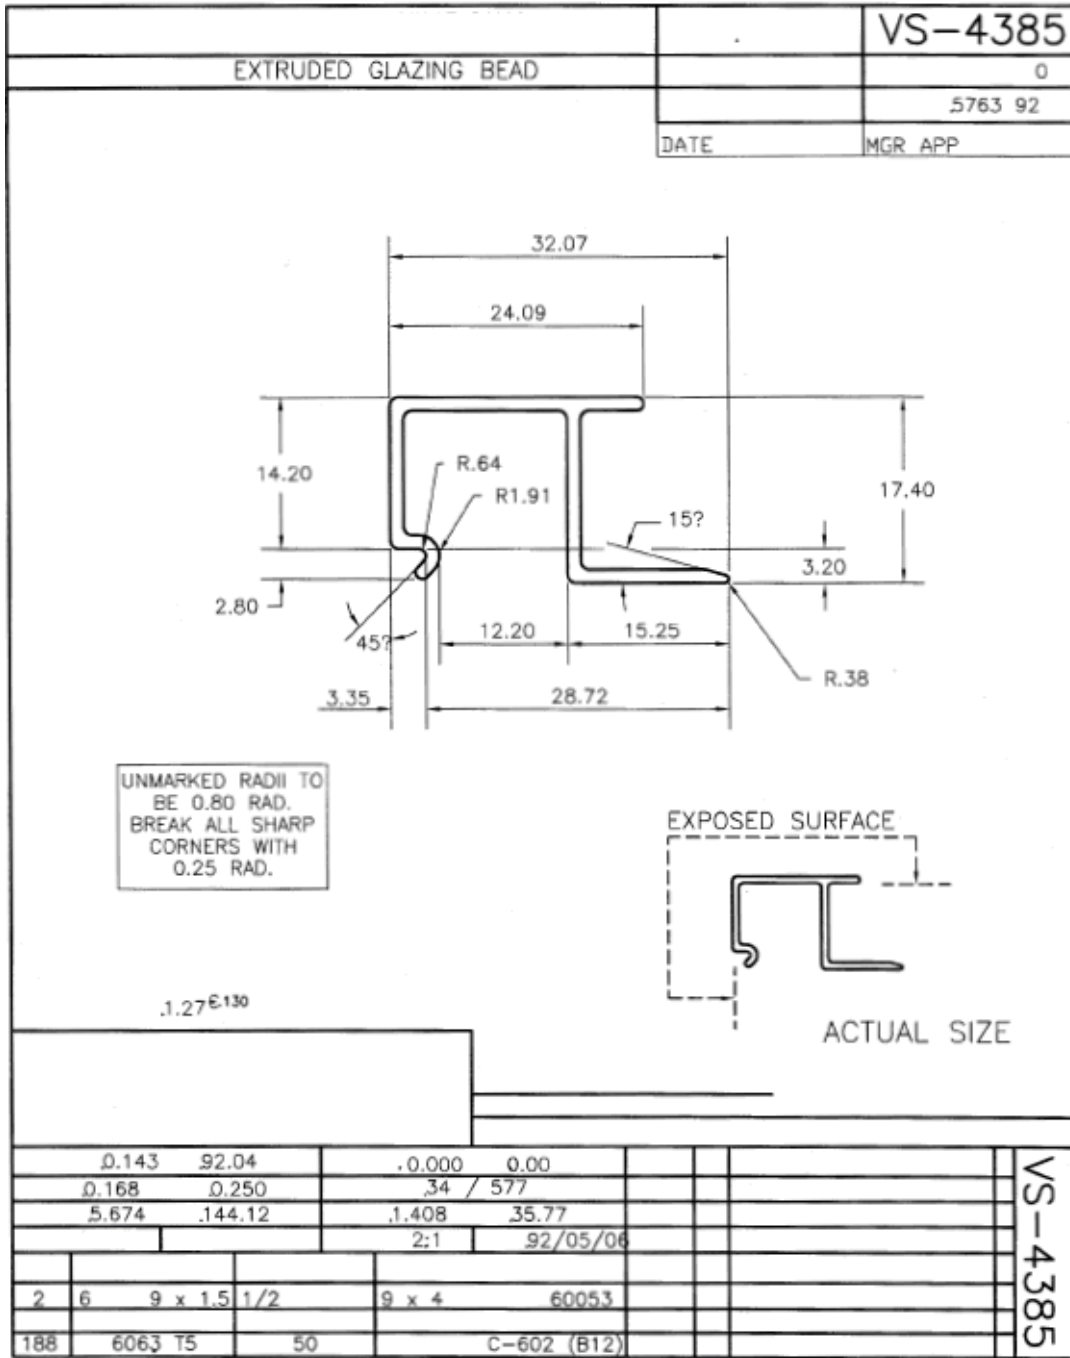 VS-4385
EXTRUDED GLAZING BEAD
0
.5763 92
DATE
MGR APP
32.07
24.09
14.20
R.64
R1.91
17.40
15?
3.20
2.80
45?
12.20
15.25
R.38
3.35
28.72
UNMARKED RADII TO
BE 0.80 RAD.
BREAK ALL SHARP
CORNERS WITH
0.25 RAD.
EXPOSED SURFACE
.1.27 €.130
ACTUAL SIZE
.0.143 .92.04 .0.000 0.00
.0.168 .0.250 .34 / 577
.5.674 .144.12 .1.408 .35.77
2:1 .92/05/06
2 6 9 x 1.5 1/2 9 x 4 60053
188 6063 T5 50 C-602 (B12)
VS-4385